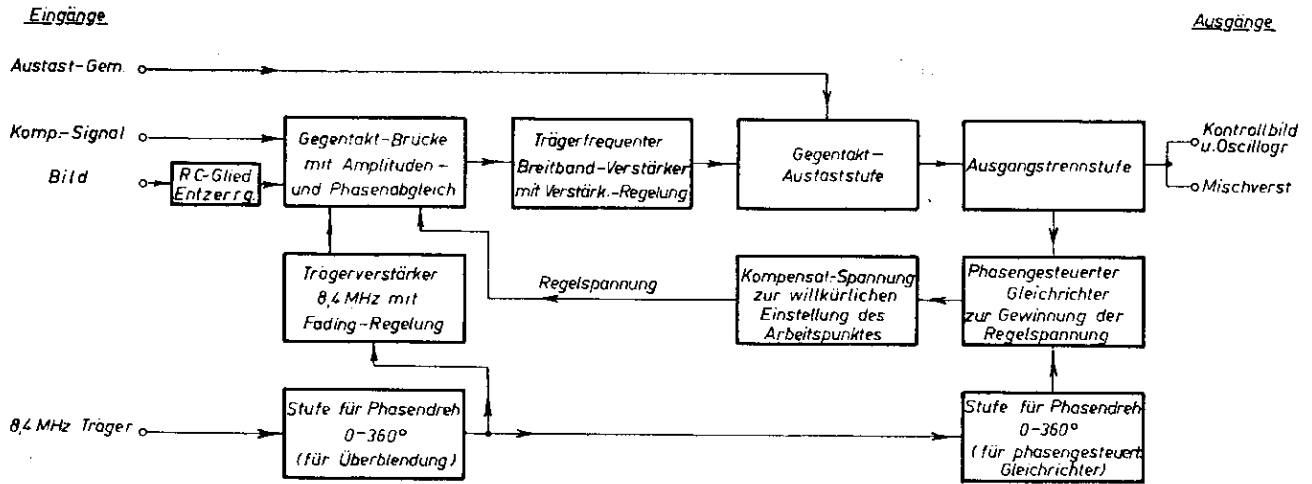 Eingänge
Ausgänge
Austast-Gem.
Komp.-Signal
Bild
RC-Glied
Entzerrg.
Gegentakt-Brücke
mit Amplituden-
und Phasenabgleich
Trägerfrequenter
Breitband-Verstärker
mit Verstärk.-Regelung
Gegentakt-
Austaststufe
Ausgangstrennstufe
Kontrollbild
u.Oscillogr
Mischverst
Trägerverstärker
8,4 MHz mit
Fading-Regelung
Regelspannung
Kompensat-Spannung
zur willkürlichen
Einstellung des
Arbeitspunktes
Phasengesteuerter
Gleichrichter
zur Gewinnung der
Regelspannung
8,4 MHz Träger
Stufe für Phasendreh
0-360°
(für Überblendung)
Stufe für Phasendreh
0-360°
(für phasengesteuert.
Gleichrichter)